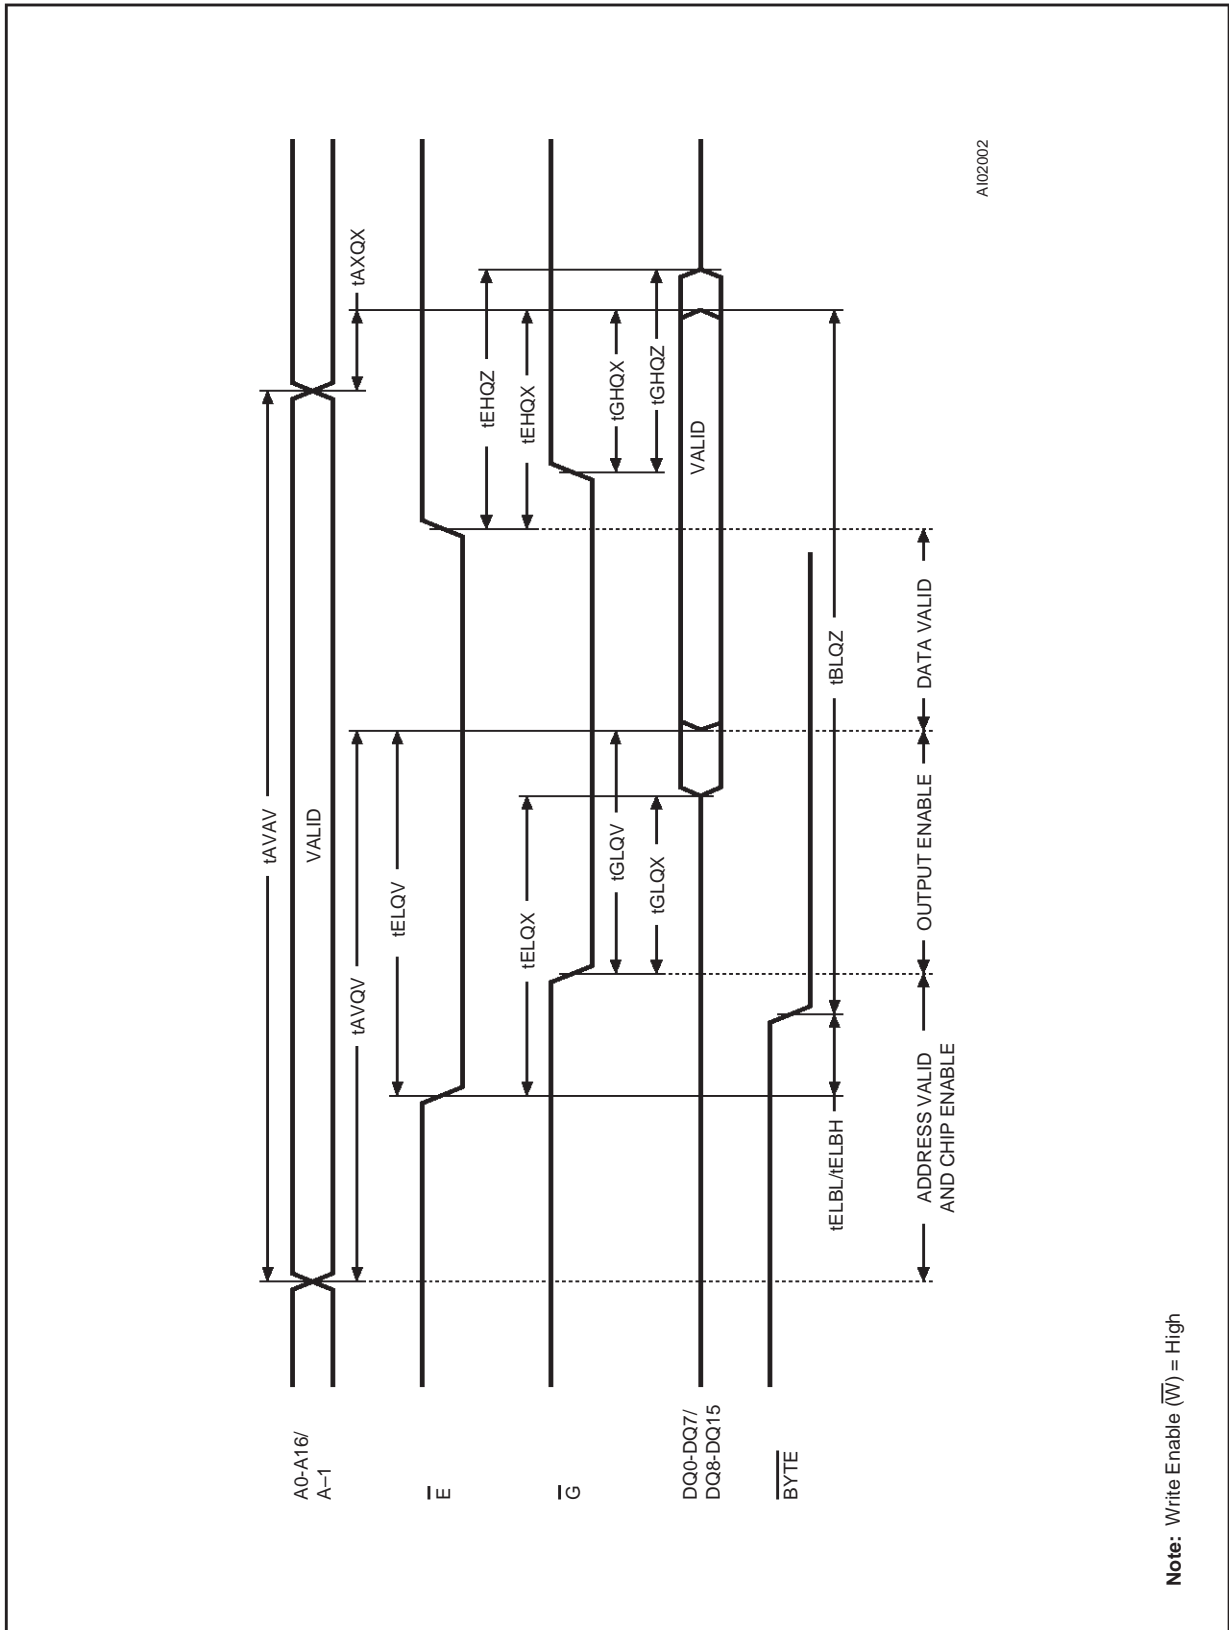 tAVAV
A0-A16/
A–1
VALID
tAVQV
tAXQX
tELQV
E
tEHQZ
tELQX
tEHQX
G
tGLQV
tGHQX
tGLQX
tGHQZ
DQ0-DQ7/
DQ8-DQ15
VALID
BYTE
tELBL/tELBH
tBLQZ
ADDRESS VALID
AND CHIP ENABLE
OUTPUT ENABLE
DATA VALID
AI02002
Note: Write Enable (W) = High